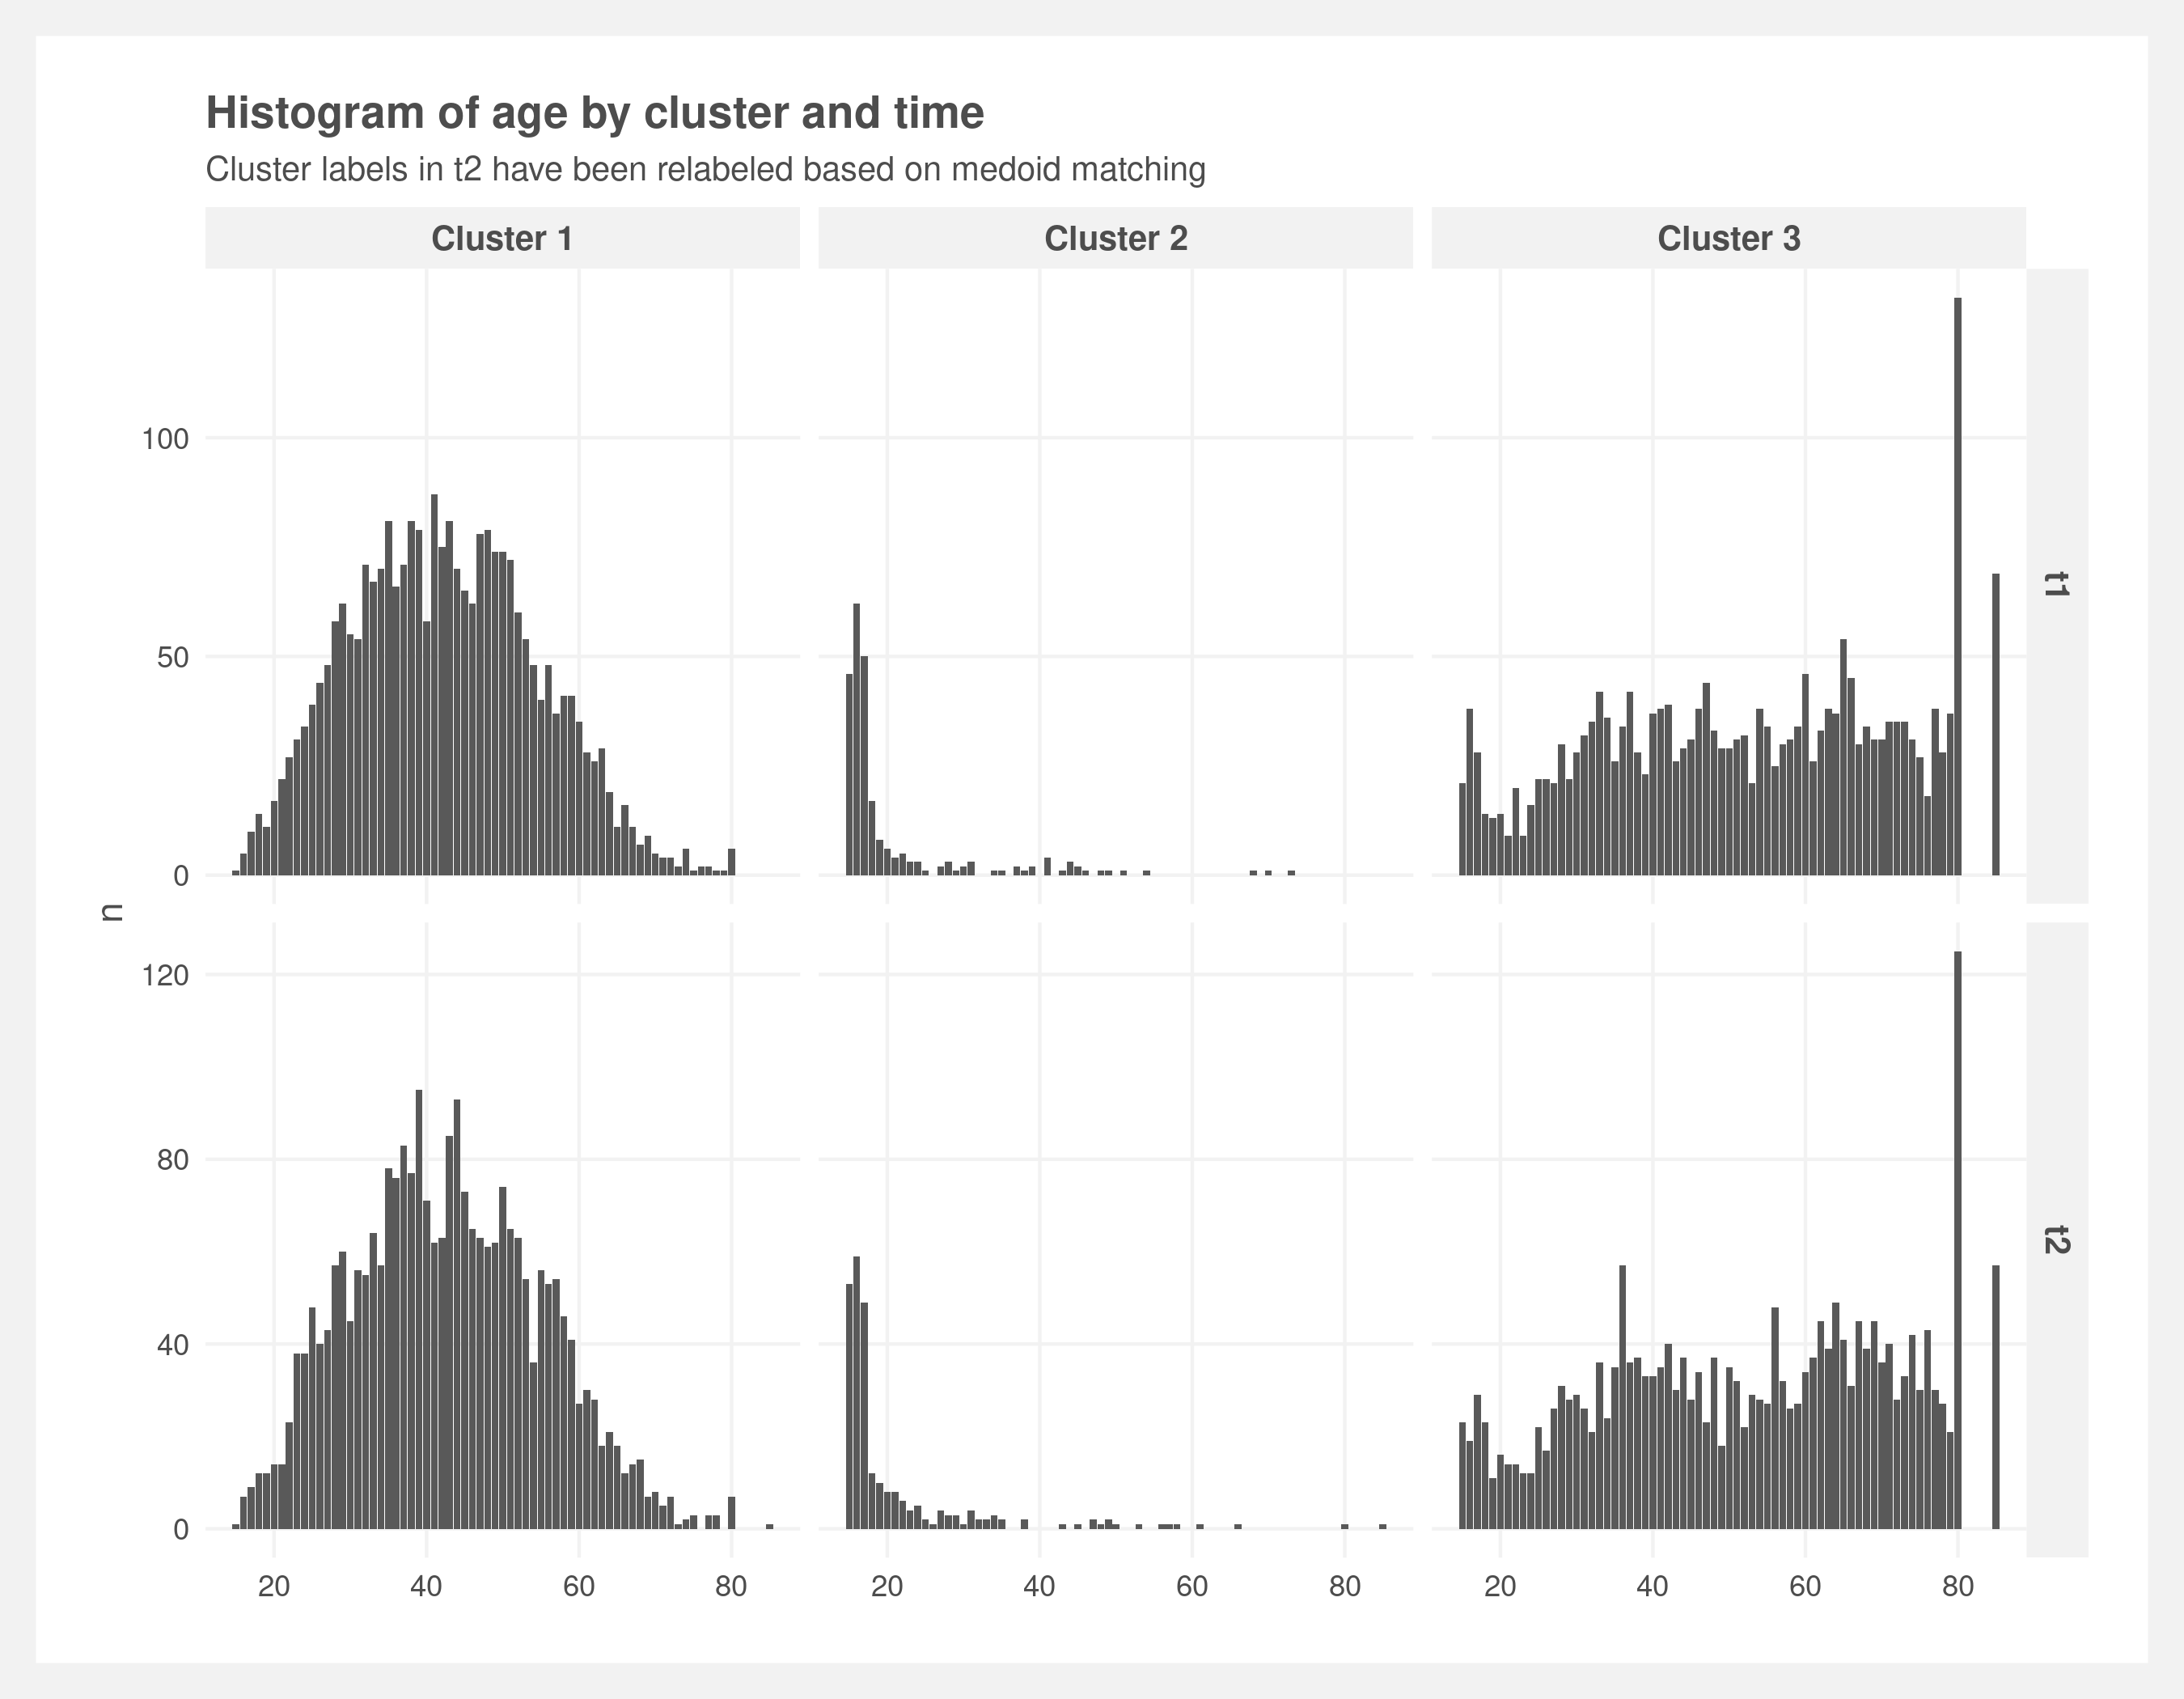 Histogram of age by cluster and time
Cluster labels in t2 have been relabeled based on medoid matching
Cluster 1
Cluster 2
Cluster 3
100
50
0
t1
n
120
80
40
0
t2
20 40 60 80
20 40 60 80
20 40 60 80